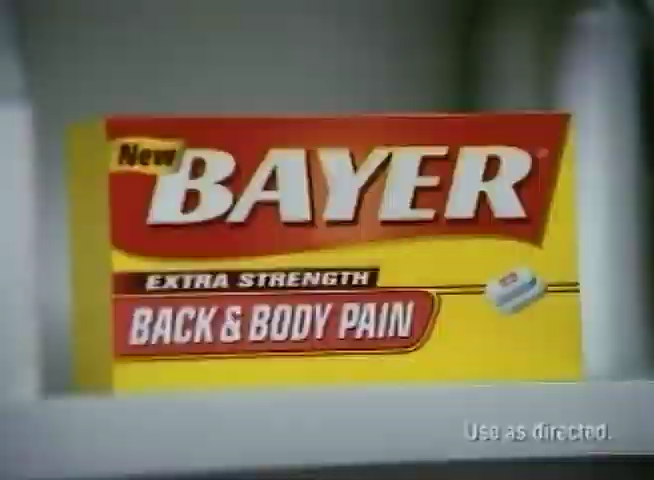 New
BAYER
EXTRA STRENGTH
BACK & BODY PAIN
Use as directed.